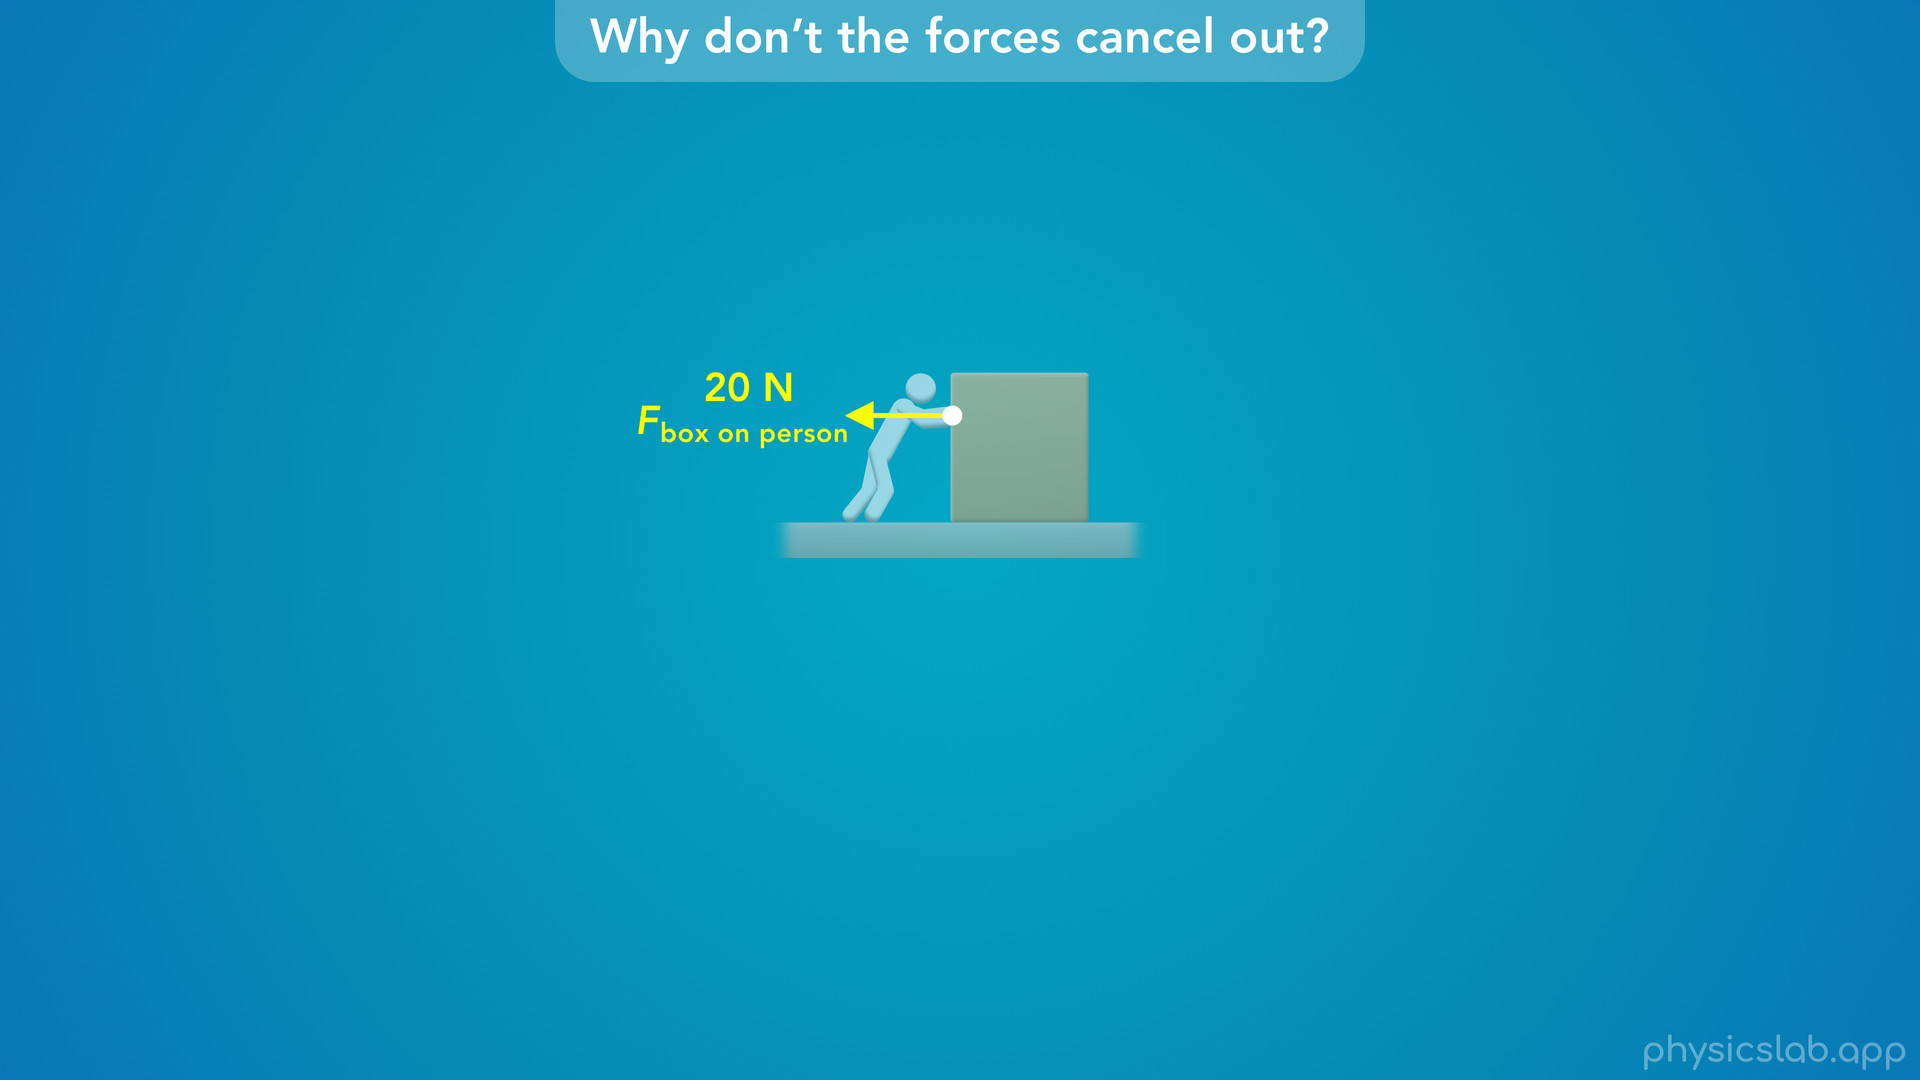 Why don’t the forces cancel out?
20 N
Fbox on person
physicslab.app